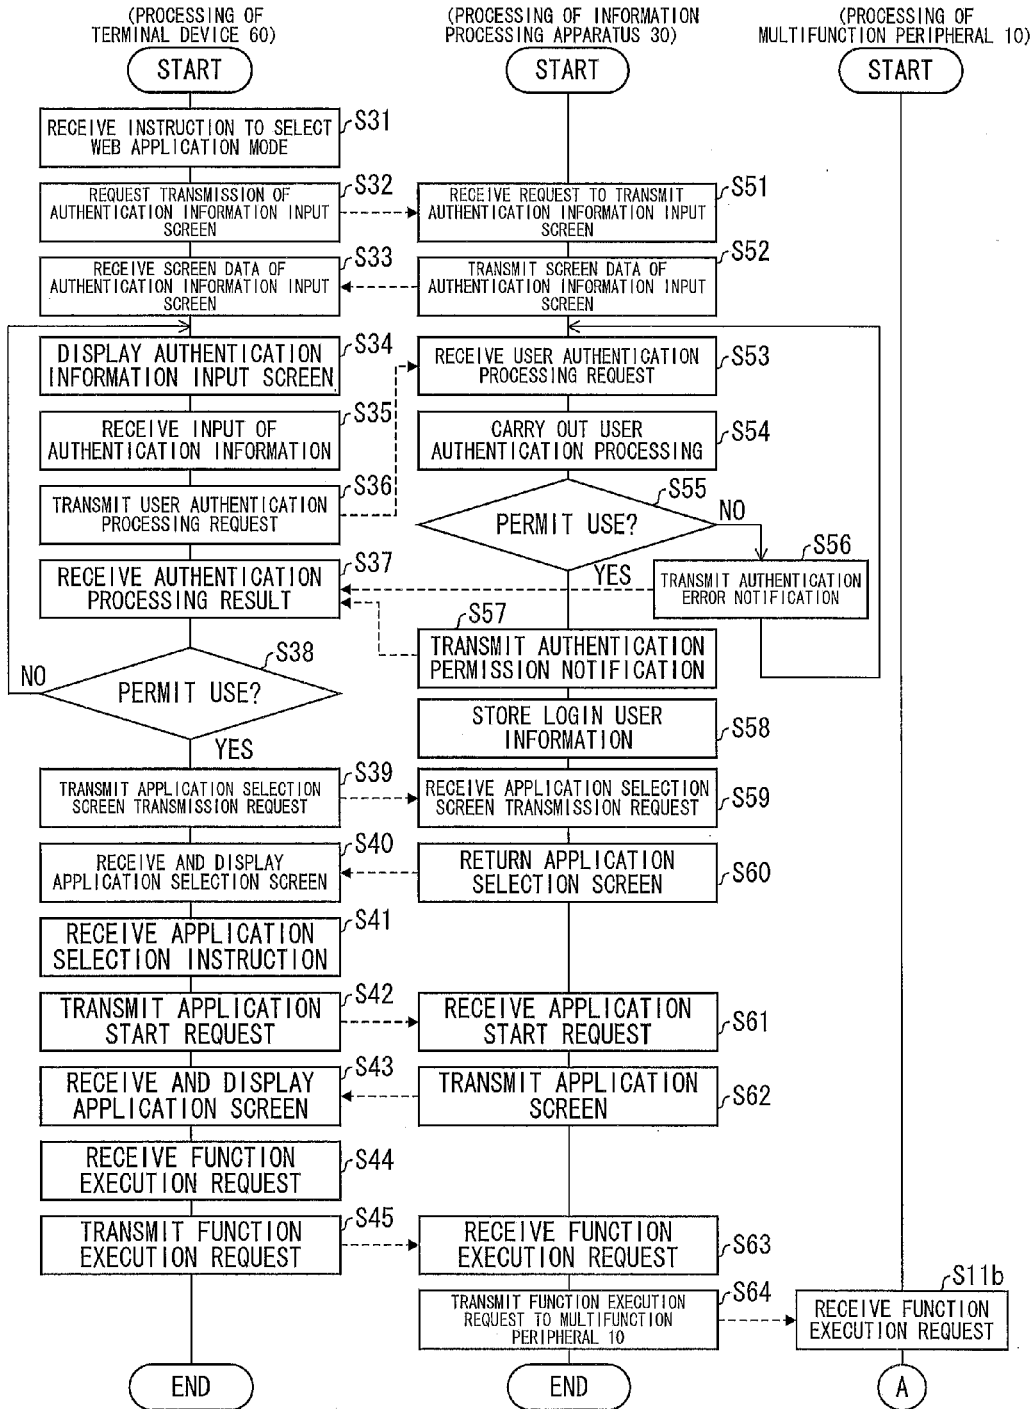 (PROCESSING OF
TERMINAL DEVICE 60)
START
RECEIVE INSTRUCTION TO SELECT
WEB APPLICATION MODE
S31
REQUEST TRANSMISSION OF
AUTHENTICATION INFORMATION INPUT
SCREEN
S32
RECEIVE SCREEN DATA OF
AUTHENTICATION INFORMATION INPUT
SCREEN
S33
DISPLAY AUTHENTICATION
INFORMATION INPUT SCREEN
S34
RECEIVE INPUT OF
AUTHENTICATION INFORMATION
S35
TRANSMIT USER AUTHENTICATION
PROCESSING REQUEST
S36
RECEIVE AUTHENTICATION
PROCESSING RESULT
S37
PERMIT USE?
S38
NO
YES
TRANSMIT APPLICATION SELECTION
SCREEN TRANSMISSION REQUEST
S39
RECEIVE AND DISPLAY
APPLICATION SELECTION SCREEN
S40
RECEIVE APPLICATION
SELECTION INSTRUCTION
S41
TRANSMIT APPLICATION
START REQUEST
S42
RECEIVE AND DISPLAY
APPLICATION SCREEN
S43
RECEIVE FUNCTION
EXECUTION REQUEST
S44
TRANSMIT FUNCTION
EXECUTION REQUEST
S45
END
(PROCESSING OF INFORMATION
PROCESSING APPARATUS 30)
START
RECEIVE REQUEST TO TRANSMIT
AUTHENTICATION INFORMATION INPUT
SCREEN
S51
TRANSMIT SCREEN DATA OF
AUTHENTICATION INFORMATION INPUT
SCREEN
S52
RECEIVE USER AUTHENTICATION
PROCESSING REQUEST
S53
CARRY OUT USER
AUTHENTICATION PROCESSING
S54
PERMIT USE?
S55
NO
YES
TRANSMIT AUTHENTICATION
ERROR NOTIFICATION
S56
TRANSMIT AUTHENTICATION
PERMISSION NOTIFICATION
S57
STORE LOGIN USER
INFORMATION
S58
RECEIVE APPLICATION SELECTION
SCREEN TRANSMISSION REQUEST
S59
RETURN APPLICATION
SELECTION SCREEN
S60
RECEIVE APPLICATION
START REQUEST
S61
TRANSMIT APPLICATION
SCREEN
S62
RECEIVE FUNCTION
EXECUTION REQUEST
S63
TRANSMIT FUNCTION EXECUTION
REQUEST TO MULTIFUNCTION
PERIPHERAL 10
S64
END
(PROCESSING OF
MULTIFUNCTION PERIPHERAL 10)
START
RECEIVE FUNCTION
EXECUTION REQUEST
S11b
A